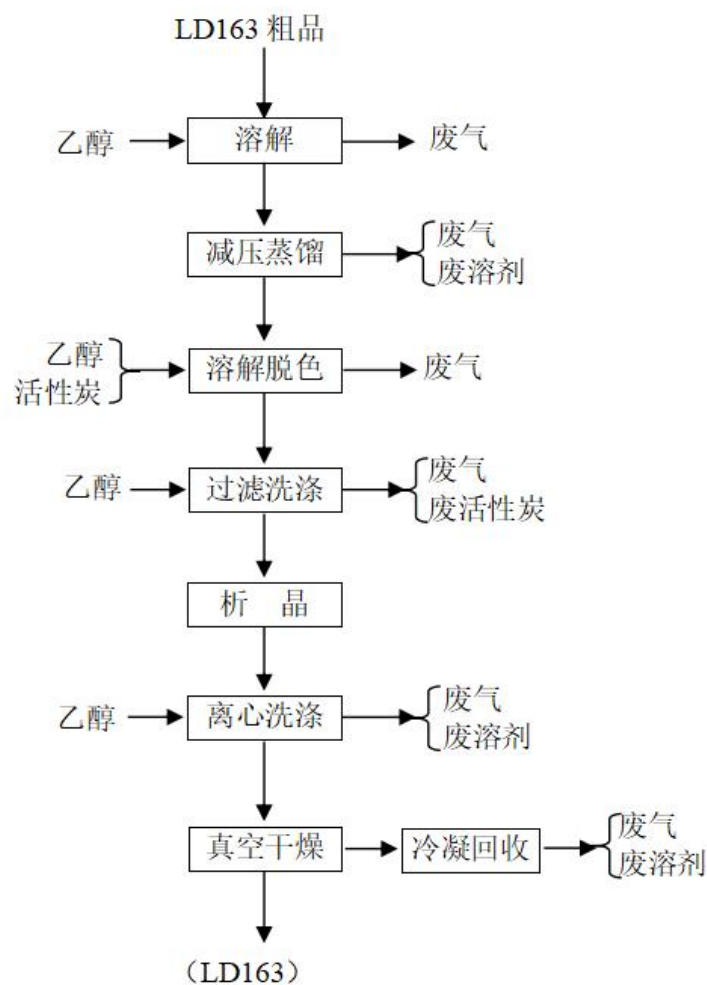 LD163 粗品
乙醇
溶解
废气
减压蒸馏
废气
废溶剂
乙醇
活性炭
溶解脱色
废气
乙醇
过滤洗涤
废气
废活性炭
析 晶
乙醇
离心洗涤
废气
废溶剂
真空干燥
冷凝回收
废气
废溶剂
（LD163）